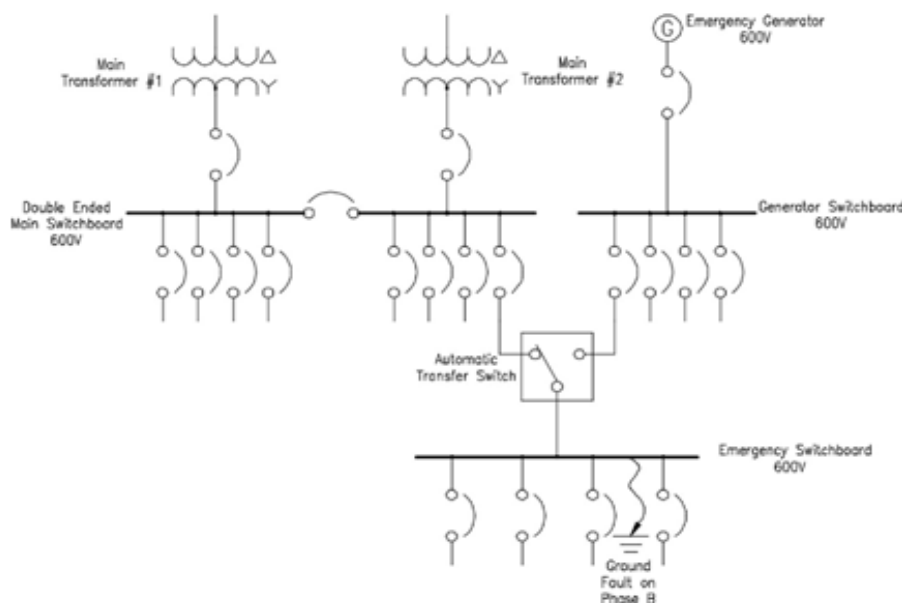 Main
Transformer #1
Main
Transformer #2
G
Emergency Generator
600V
Double Ended
Main Switchboard
600V
Generator Switchboard
600V
Automatic
Transfer Switch
Emergency Switchboard
600V
Ground
Fault on
Phase B